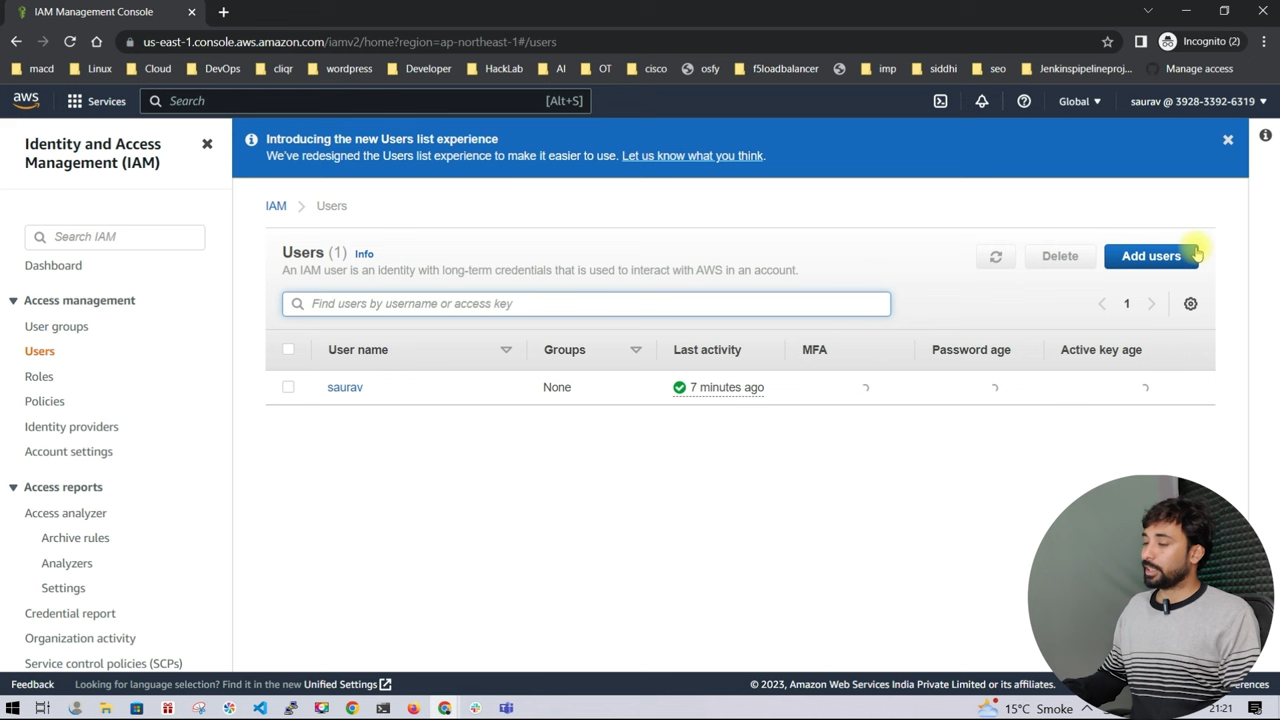 IAM Management Console
us-east-1.console.aws.amazon.com/iamv2/home?region=ap-northeast-1#/users
Incognito (2)
macd
Linux
Cloud
DevOps
cliqr
wordpress
Developer
HackLab
AI
OT
cisco
osfy
f5loadbalancer
imp
siddhi
seo
Jenkinspipelineproj...
Manage access
aws
Services
Search
[Alt+S]
Global
saurav @ 3928-3392-6319
Identity and Access
Management (IAM)
Search IAM
Dashboard
Access management
User groups
Users
Roles
Policies
Identity providers
Account settings
Access reports
Access analyzer
Archive rules
Analyzers
Settings
Credential report
Organization activity
Service control policies (SCPs)
Introducing the new Users list experience
We've redesigned the Users list experience to make it easier to use. Let us know what you think.
IAM > Users
Users (1) Info
An IAM user is an identity with long-term credentials that is used to interact with AWS in an account.
Delete
Add users
Find users by username or access key
1
User name
Groups
Last activity
MFA
Password age
Active key age
saurav
None
7 minutes ago
Feedback
Looking for language selection? Find it in the new Unified Settings
© 2023, Amazon Web Services India Private Limited or its affiliates.
15°C Smoke
21:21